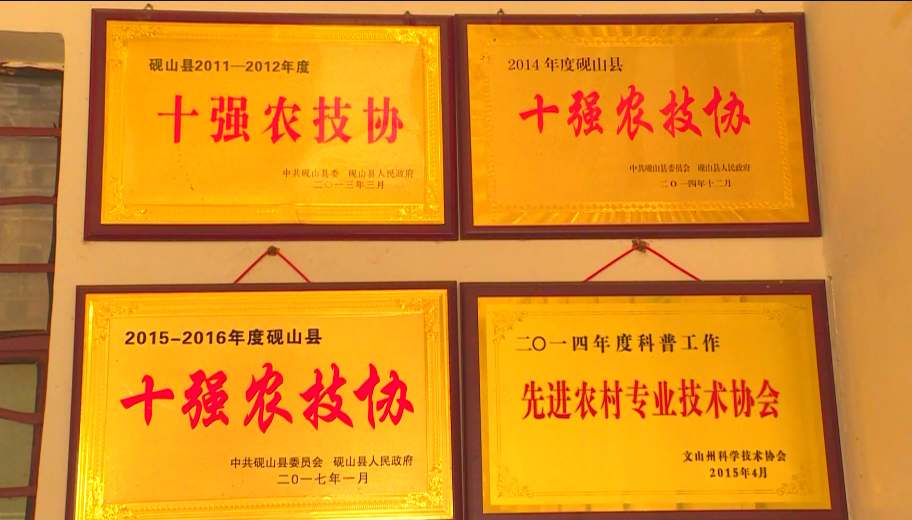 砚山县2011—2012年度
十强农技协
中共砚山县委 砚山县人民政府
二〇一三年三月
2014年度砚山县
十强农技协
中共砚山县委员会 砚山县人民政府
二〇一四年十二月
2015-2016年度砚山县
十强农技协
中共砚山县委员会 砚山县人民政府
二〇一七年一月
二〇一四年度科普工作
先进农村专业技术协会
文山州科学技术协会
2015年4月